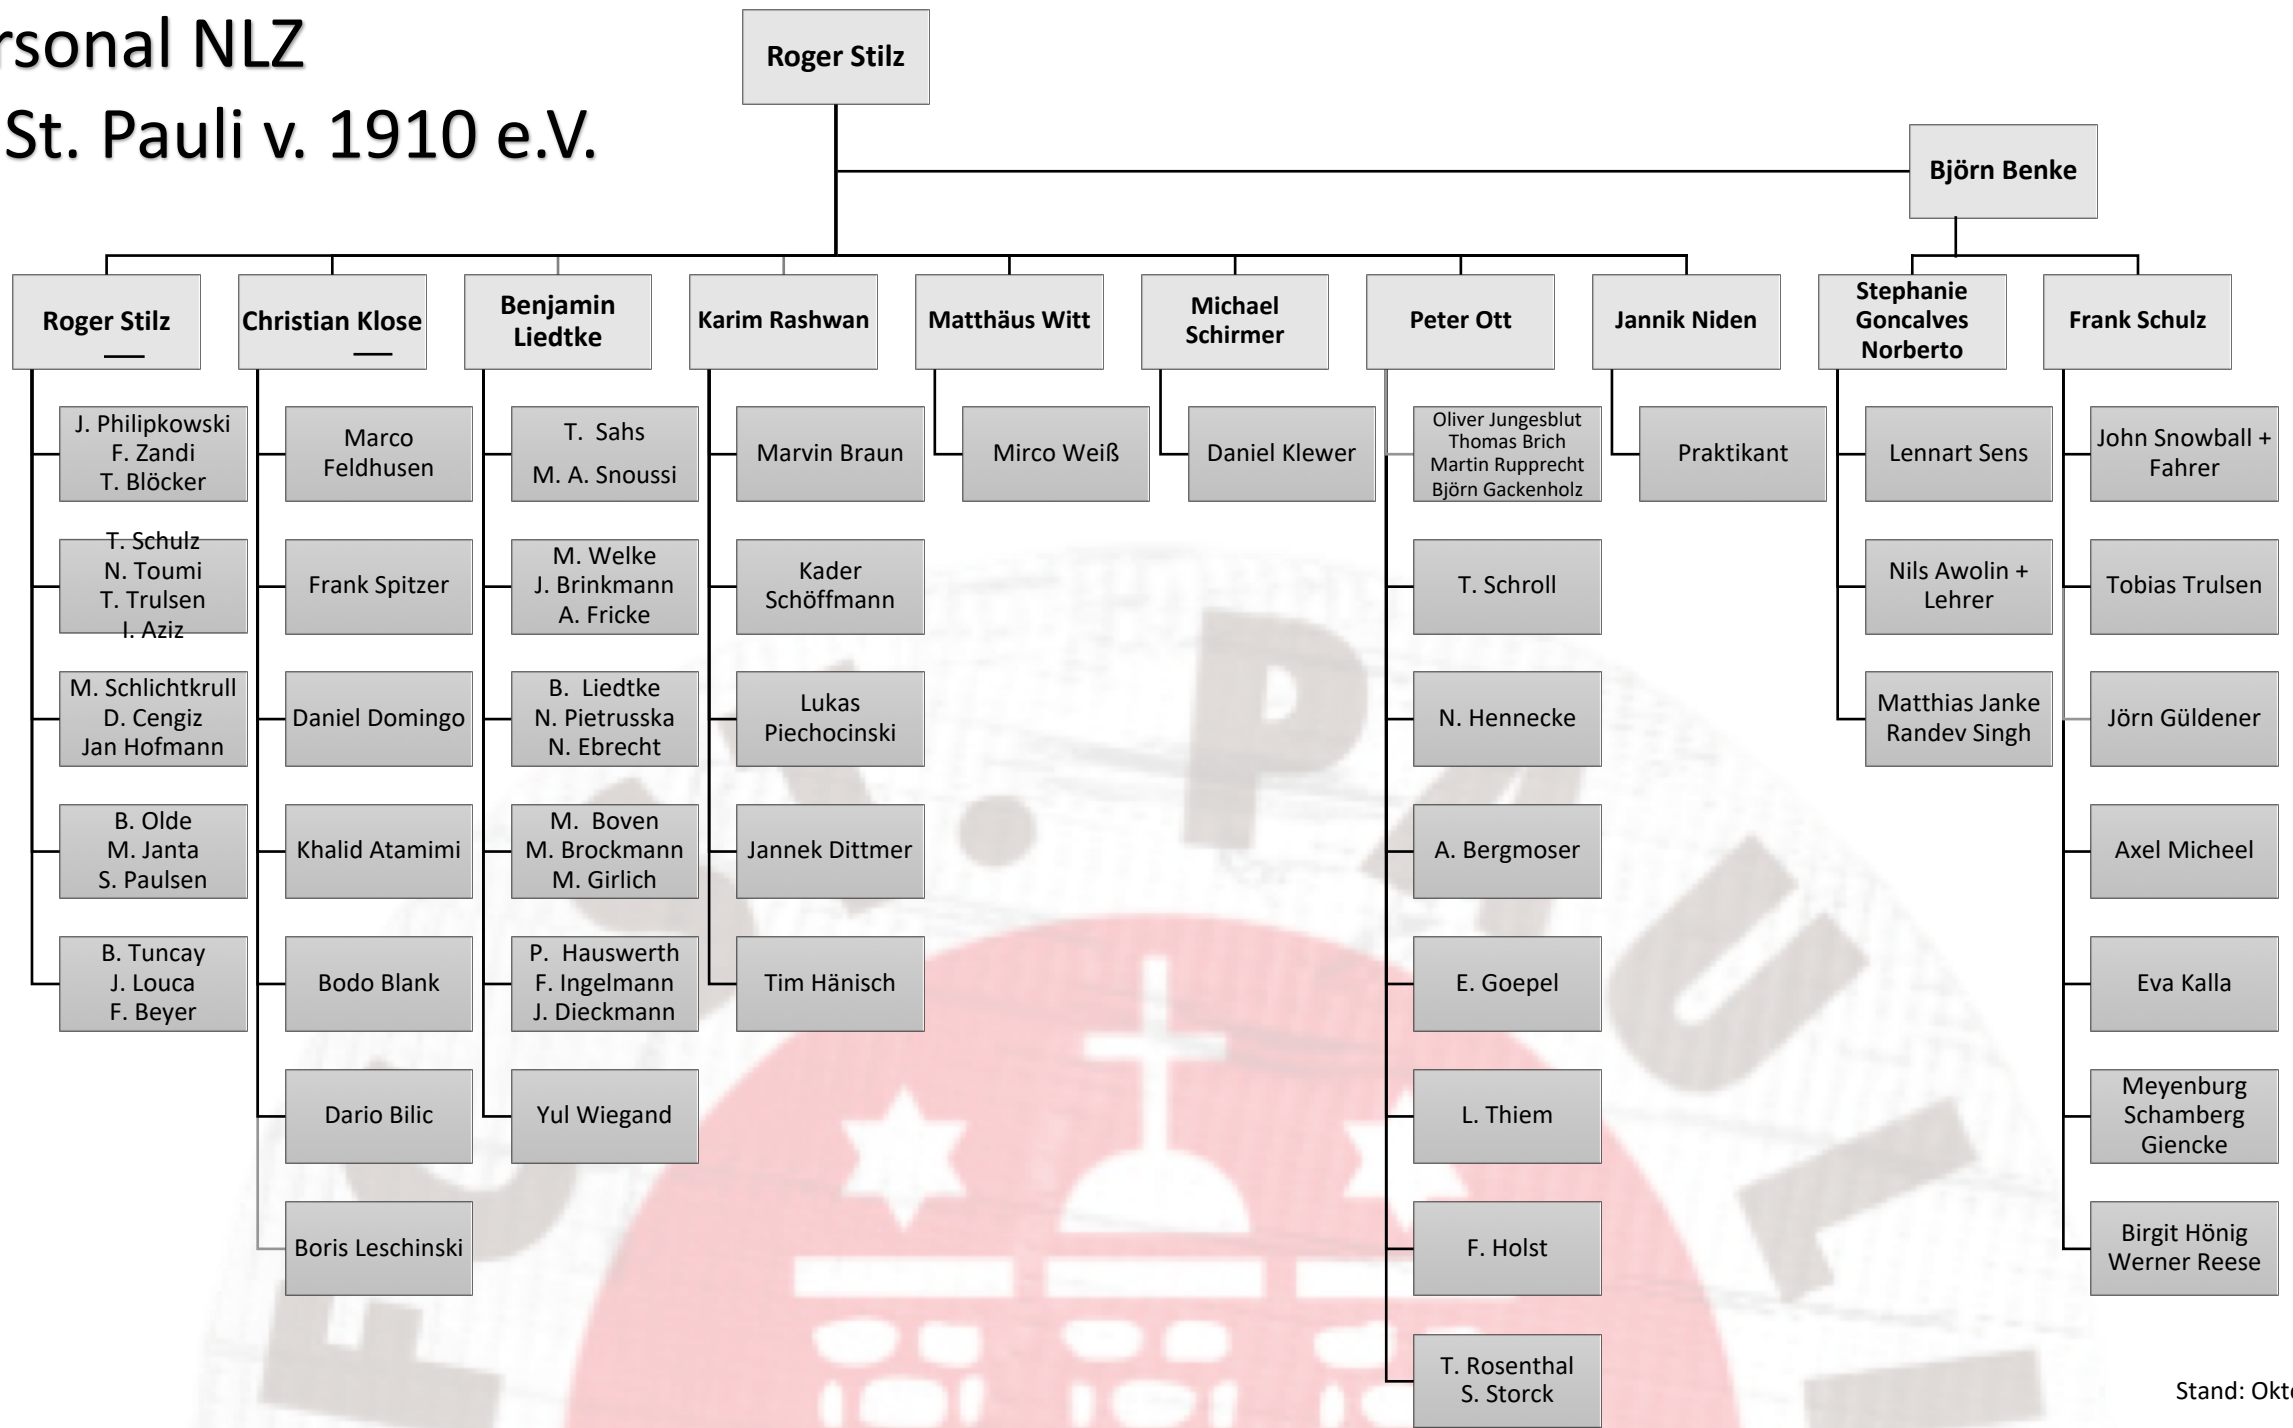 rsonal NLZ
St. Pauli v. 1910 e.V.
Roger Stilz
Björn Benke
Roger Stilz
Christian Klose
Benjamin
Liedtke
Karim Rashwan
Matthäus Witt
Michael
Schirmer
Peter Ott
Jannik Niden
Stephanie
Goncalves
Norberto
Frank Schulz
J. Philipkowski
F. Zandi
T. Blöcker
T. Schulz
N. Toumi
T. Trulsen
I. Aziz
M. Schlichtkrull
D. Cengiz
Jan Hofmann
B. Olde
M. Janta
S. Paulsen
B. Tuncay
J. Louca
F. Beyer
Marco
Feldhusen
Frank Spitzer
Daniel Domingo
Khalid Atamimi
Bodo Blank
Dario Bilic
Boris Leschinski
T. Sahs
M. A. Snoussi
M. Welke
J. Brinkmann
A. Fricke
B. Liedtke
N. Pietrusska
N. Ebrecht
M. Boven
M. Brockmann
M. Girlich
P. Hauswerth
F. Ingelmann
J. Dieckmann
Yul Wiegand
Marvin Braun
Kader
Schöffmann
Lukas
Piechocinski
Jannek Dittmer
Tim Hänisch
Mirco Weiß
Daniel Klewer
Oliver Jungesblut
Thomas Brich
Martin Rupprecht
Björn Gackenholz
T. Schroll
N. Hennecke
A. Bergmoser
E. Goepel
L. Thiem
F. Holst
T. Rosenthal
S. Storck
Praktikant
Lennart Sens
Nils Awolin +
Lehrer
Matthias Janke
Randev Singh
John Snowball +
Fahrer
Tobias Trulsen
Jörn Güldener
Axel Micheel
Eva Kalla
Meyenburg
Schamberg
Giencke
Birgit Hönig
Werner Reese
FC ST. PAULI
Stand: Okt